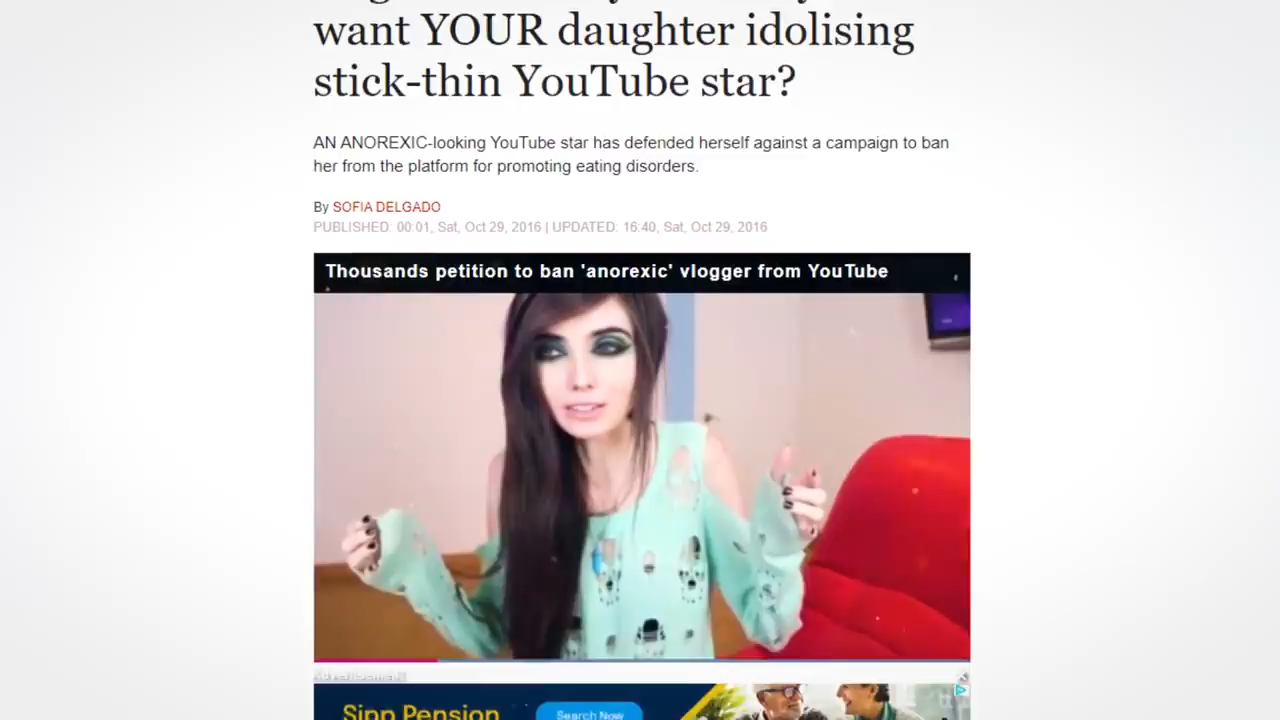 want YOUR daughter idolising
stick-thin YouTube star?
AN ANOREXIC-looking YouTube star has defended herself against a campaign to ban
her from the platform for promoting eating disorders.
By SOFIA DELGADO
PUBLISHED: 00:01, Sat, Oct 29, 2016 | UPDATED: 16:40, Sat, Oct 29, 2016
Thousands petition to ban 'anorexic' vlogger from YouTube
Advertisement
Sipp Pension
Search Now